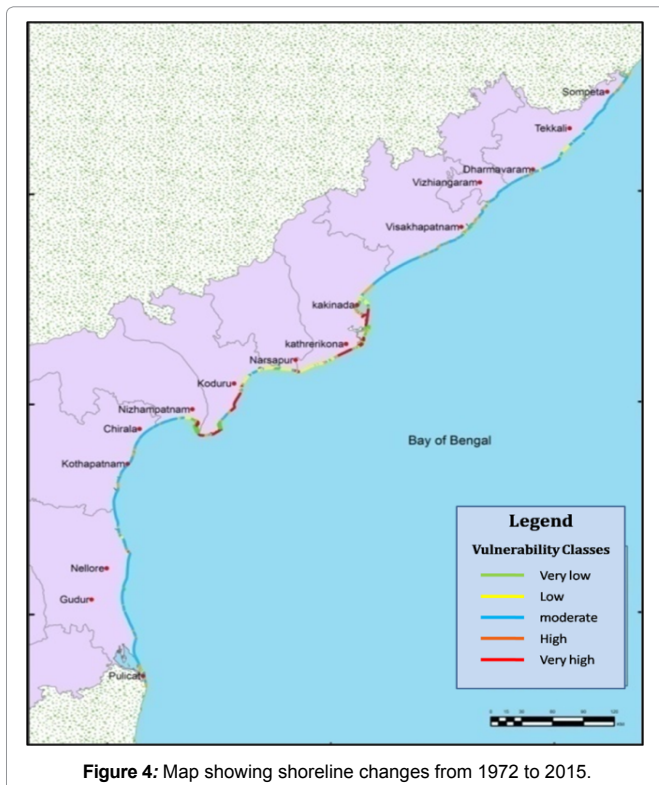 Sompeta
Tekkali
Dharmavaram
Vizhiangaram
Visakhapatnam
kakinada
kathrerikona
Narsapur
Koduru
Nizhampatnam
Chirala
Bay of Bengal
Kothapatnam
Legend
Vulnerability Classes
Very low
Nellore
Low
Gudur
moderate
High
Very high
Pulicat
Figure 4: Map showing shoreline changes from 1972 to 2015.